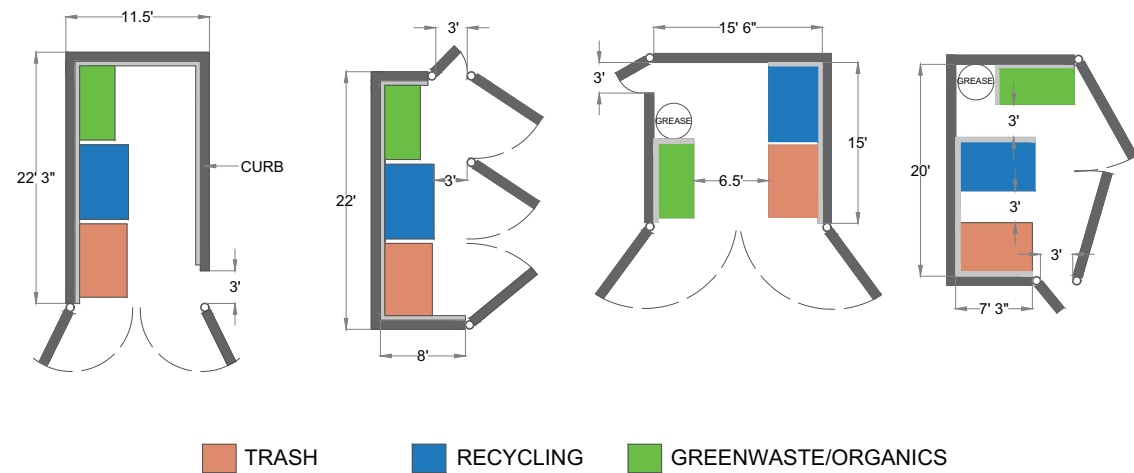 11.5'
22' 3"
CURB
3'
3'
3'
22'
8'
15' 6"
3'
GREASE
6.5'
15'
GREASE
3'
20'
3'
3'
7' 3"
TRASH
RECYCLING
GREENWASTE/ORGANICS